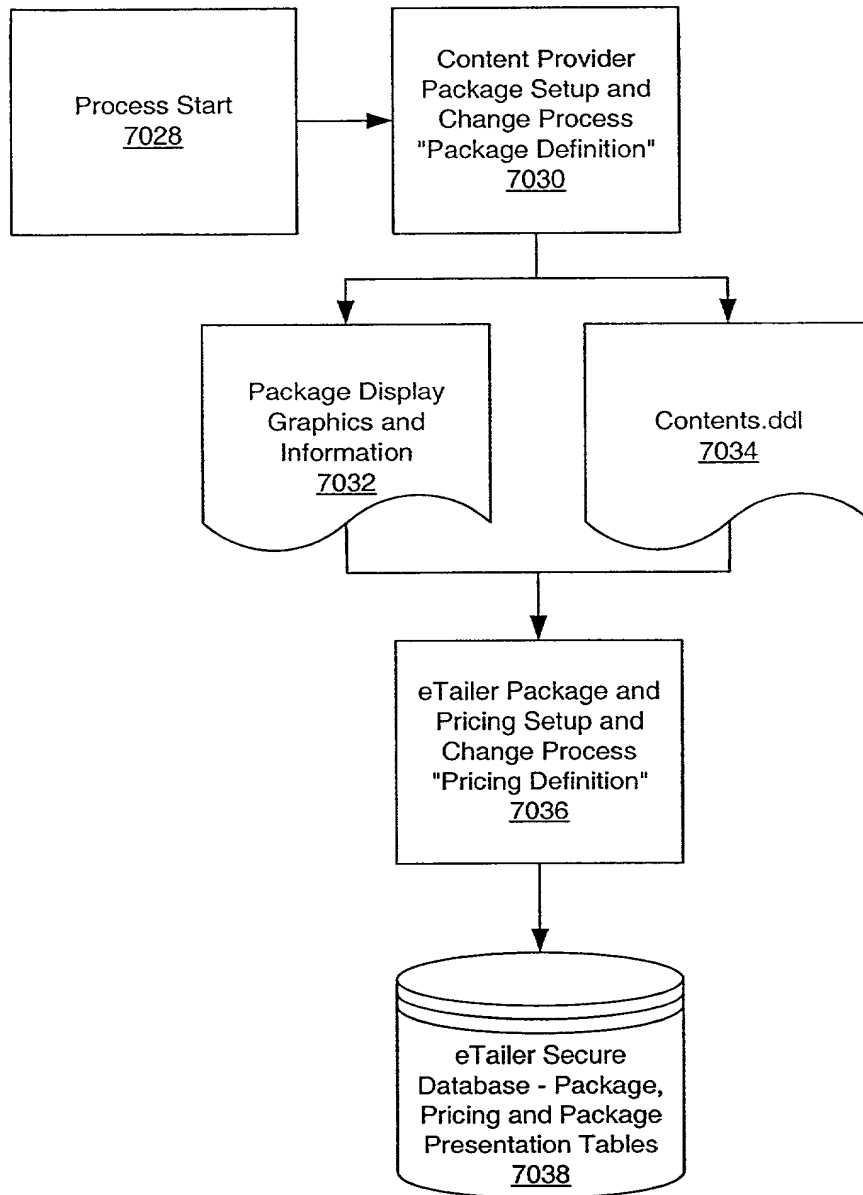 Process Start
7028
Content Provider
Package Setup and
Change Process
"Package Definition"
7030
Package Display
Graphics and
Information
7032
Contents.ddl
7034
eTailer Package and
Pricing Setup and
Change Process
"Pricing Definition"
7036
eTailer Secure
Database - Package,
Pricing and Package
Presentation Tables
7038